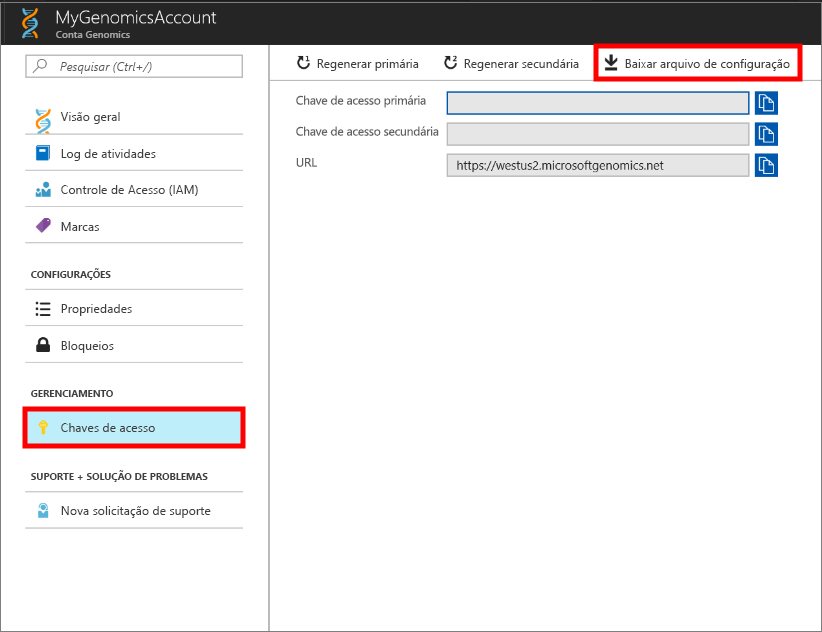 MyGenomicsAccount
Conta Genomics
Pesquisar (Ctrl+/)
Visão geral
Log de atividades
Controle de Acesso (IAM)
Marcas
CONFIGURAÇÕES
Propriedades
Bloqueios
GERENCIAMENTO
Chaves de acesso
SUPORTE + SOLUÇÃO DE PROBLEMAS
Nova solicitação de suporte
Regenerar primária Regenerar secundária Baixar arquivo de configuração
Chave de acesso primária
Chave de acesso secundária
URL https://westus2.microsoftgenomics.net